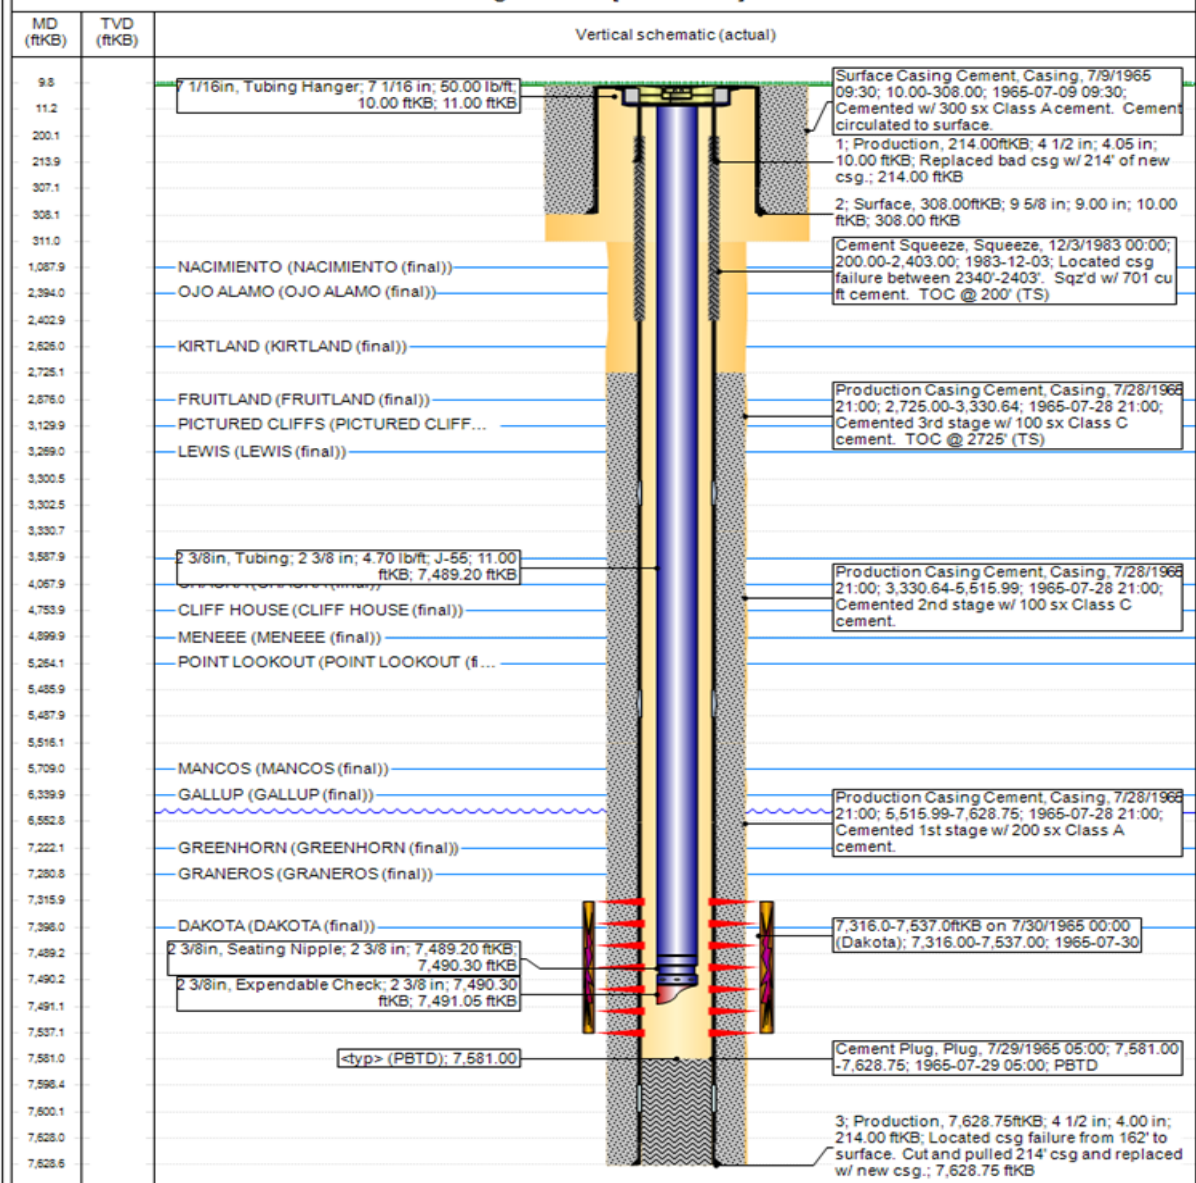 MD
(ftKB)
TVD
(ftKB)
Vertical schematic (actual)
9.8
11.2
200.1
213.9
307.1
308.1
311.0
1,087.9
2,394.0
2,402.9
2,626.0
2,725.1
2,876.0
3,129.9
3,269.0
3,300.5
3,302.5
3,330.7
3,587.9
4,067.9
4,753.9
4,899.9
5,264.1
5,485.9
5,487.9
5,516.1
5,709.0
6,339.9
6,552.8
7,222.1
7,280.8
7,315.9
7,398.0
7,489.2
7,490.2
7,491.1
7,537.1
7,581.0
7,598.4
7,600.1
7,628.0
7,628.6
7 1/16in, Tubing Hanger; 7 1/16 in; 50.00 lb/ft;
10.00 ftKB; 11.00 ftKB
NACIMIENTO (NACIMIENTO (final))
OJO ALAMO (OJO ALAMO (final))
KIRTLAND (KIRTLAND (final))
FRUITLAND (FRUITLAND (final))
PICTURED CLIFFS (PICTURED CLIFF...
LEWIS (LEWIS (final))
2 3/8in, Tubing; 2 3/8 in; 4.70 lb/ft; J-55; 11.00
ftKB; 7,489.20 ftKB
CLIFF HOUSE (CLIFF HOUSE (final))
MENEEE (MENEEE (final))
POINT LOOKOUT (POINT LOOKOUT (fi...
MANCOS (MANCOS (final))
GALLUP (GALLUP (final))
GREENHORN (GREENHORN (final))
GRANEROS (GRANEROS (final))
DAKOTA (DAKOTA (final))
2 3/8in, Seating Nipple; 2 3/8 in; 7,489.20 ftKB;
7,490.30 ftKB
2 3/8in, Expendable Check; 2 3/8 in; 7,490.30
ftKB; 7,491.05 ftKB
<typ> (PBTD); 7,581.00
Surface Casing Cement, Casing, 7/9/1965
09:30; 10.00-308.00; 1965-07-09 09:30;
Cemented w/ 300 sx Class A cement. Cement
circulated to surface.
1; Production, 214.00ftKB; 4 1/2 in; 4.05 in;
10.00 ftKB; Replaced bad csg w/ 214' of new
csg.; 214.00 ftKB
2; Surface, 308.00ftKB; 9 5/8 in; 9.00 in; 10.00
ftKB; 308.00 ftKB
Cement Squeeze, Squeeze, 12/3/1983 00:00;
200.00-2,403.00; 1983-12-03; Located csg
failure between 2340'-2403'. Sqz'd w/ 701 cu
ft cement. TOC @ 200' (TS)
Production Casing Cement, Casing, 7/28/1965
21:00; 2,725.00-3,330.64; 1965-07-28 21:00;
Cemented 3rd stage w/ 100 sx Class C
cement. TOC @ 2725' (TS)
Production Casing Cement, Casing, 7/28/1965
21:00; 3,330.64-5,515.99; 1965-07-28 21:00;
Cemented 2nd stage w/ 100 sx Class C
cement.
Production Casing Cement, Casing, 7/28/1965
21:00; 5,515.99-7,628.75; 1965-07-28 21:00;
Cemented 1st stage w/ 200 sx Class A
cement.
7,316.0-7,537.0ftKB on 7/30/1965 00:00
(Dakota); 7,316.00-7,537.00; 1965-07-30
Cement Plug, Plug, 7/29/1965 05:00; 7,581.00
-7,628.75; 1965-07-29 05:00; PBTD
3; Production, 7,628.75ftKB; 4 1/2 in; 4.00 in;
214.00 ftKB; Located csg failure from 162' to
surface. Cut and pulled 214' csg and replaced
w/ new csg.; 7,628.75 ftKB